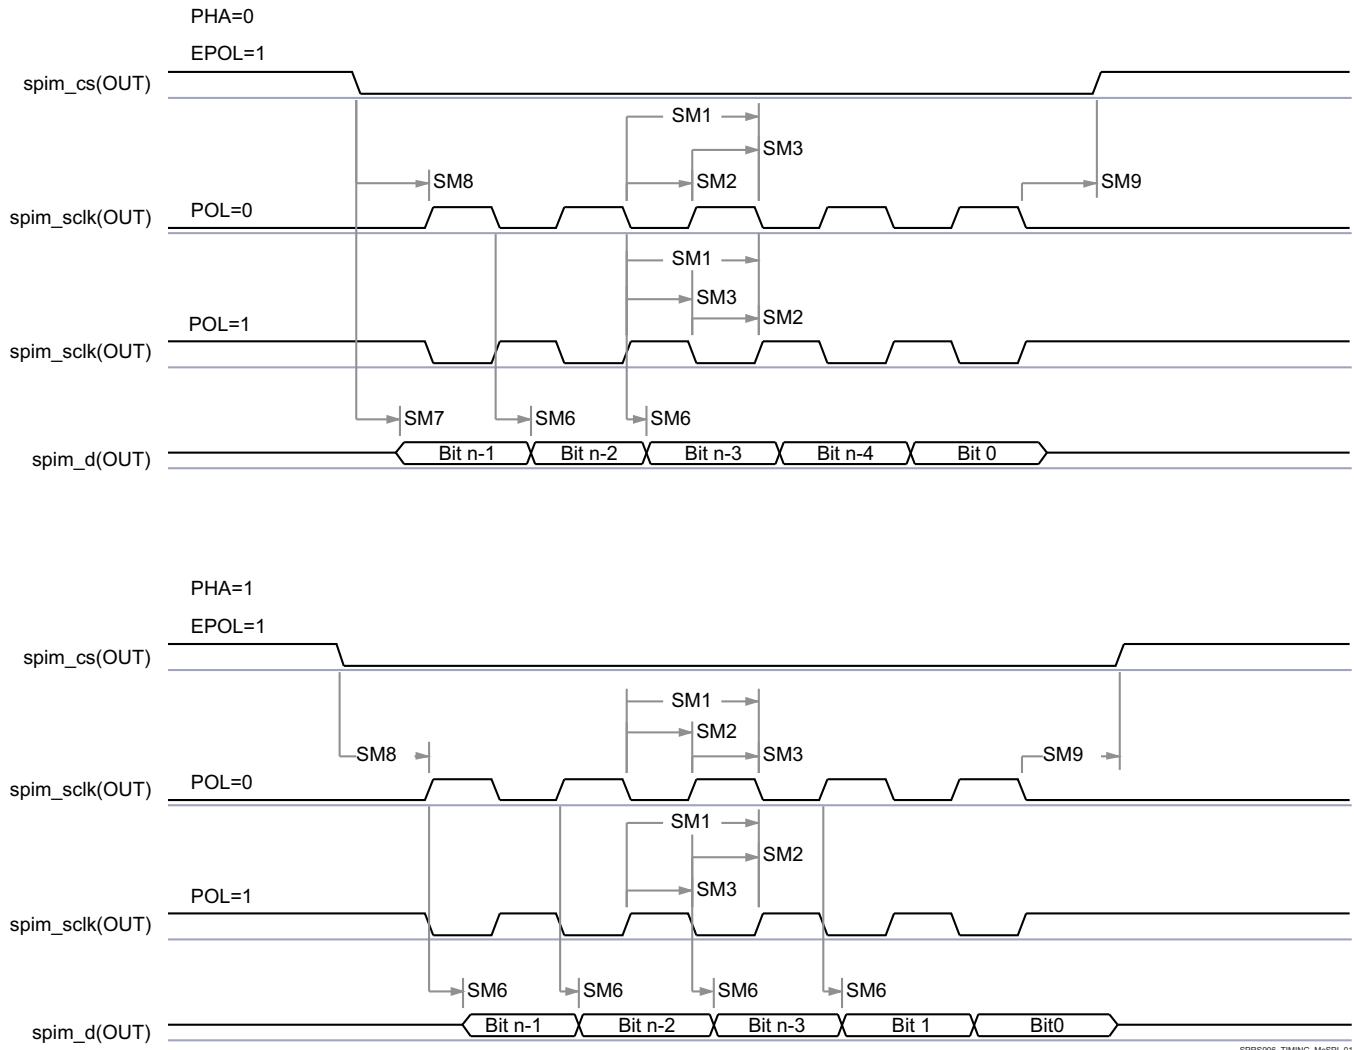 PHA=0
EPOL=1
spim_cs(OUT)
SM1
SM3
SM8
SM2
SM9
POL=0
spim_sclk(OUT)
SM1
SM3
SM2
POL=1
spim_sclk(OUT)
SM7
SM6
SM6
spim_d(OUT)
Bit n-1
Bit n-2
Bit n-3
Bit n-4
Bit 0
PHA=1
EPOL=1
spim_cs(OUT)
SM1
SM2
SM8
SM3
SM9
POL=0
spim_sclk(OUT)
SM1
SM2
SM3
POL=1
spim_sclk(OUT)
SM6
SM6
SM6
SM6
spim_d(OUT)
Bit n-1
Bit n-2
Bit n-3
Bit 1
Bit0